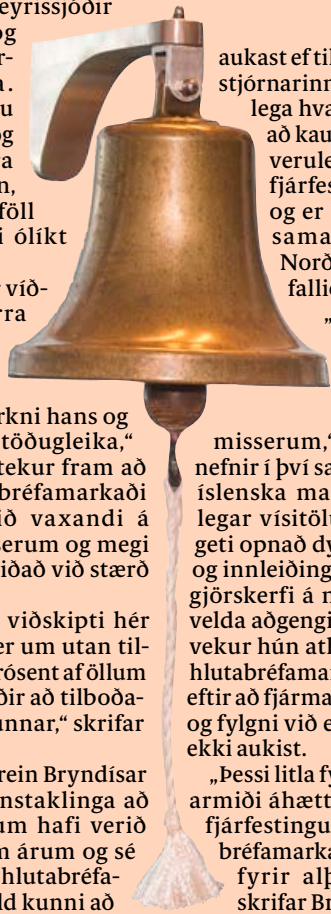 eyrissjóðir
og
r-
a.
u
og
ra
n,
föll
i ólíkt
víð-
rra
rkni hans og
töðugleika,“
tekur fram að
bréfamarkaði
ið vaxandi á
serum og megi
iðað við stærð
viðskipti hér
er um utan til-
rósent af öllum
ðir að tilboða-
unnar,“ skrifar
rein Bryndísar
nstaklinga að
um hafi verið
m árum og sé
hlutabréfa-
ld kunni að
aukast ef til
stjórnarinn
lega hva
að kau
verule
fjárfes
og er
sama
Norð
fallið
„
misserum,“
nefnir í því sa
íslenska ma
legar vísitölu
geti opnað dy
og innleiðing
gjörskerfi á n
velda aðgengi
vekur hún atl
hlutabréfamar
eftir að fjárma
og fylgni við e
ekki aukist.
„Þessi litla fy
armiði áhætt
fjárfestingu
bréfamarka
fyrir alþ
skrifar Br